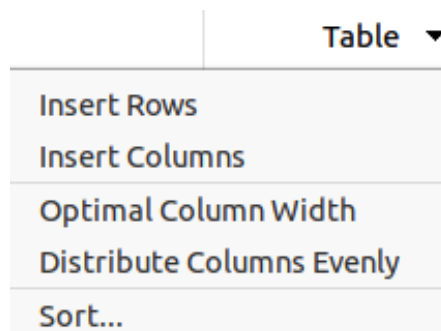 Table
Insert Rows
Insert Columns
Optimal Column Width
Distribute Columns Evenly
Sort...